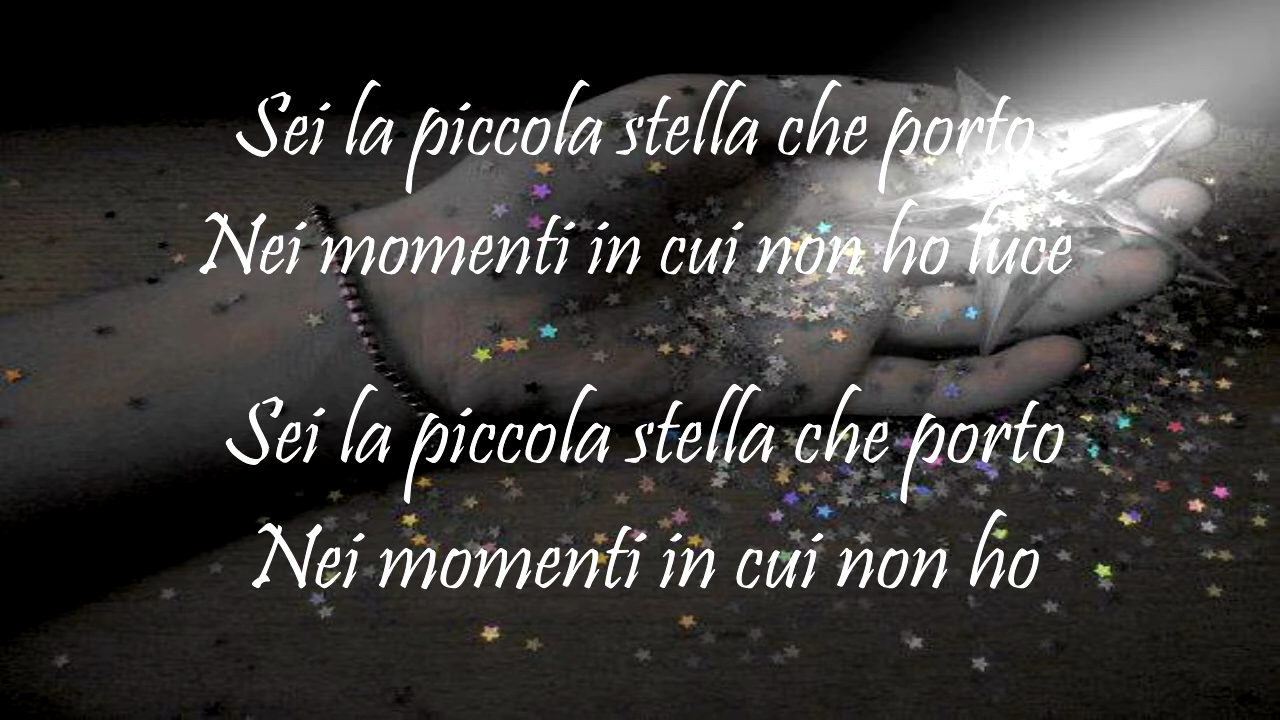 Sei la piccola stella che porto
Nei momenti in cui non ho luce
Sei la piccola stella che porto
Nei momenti in cui non ho